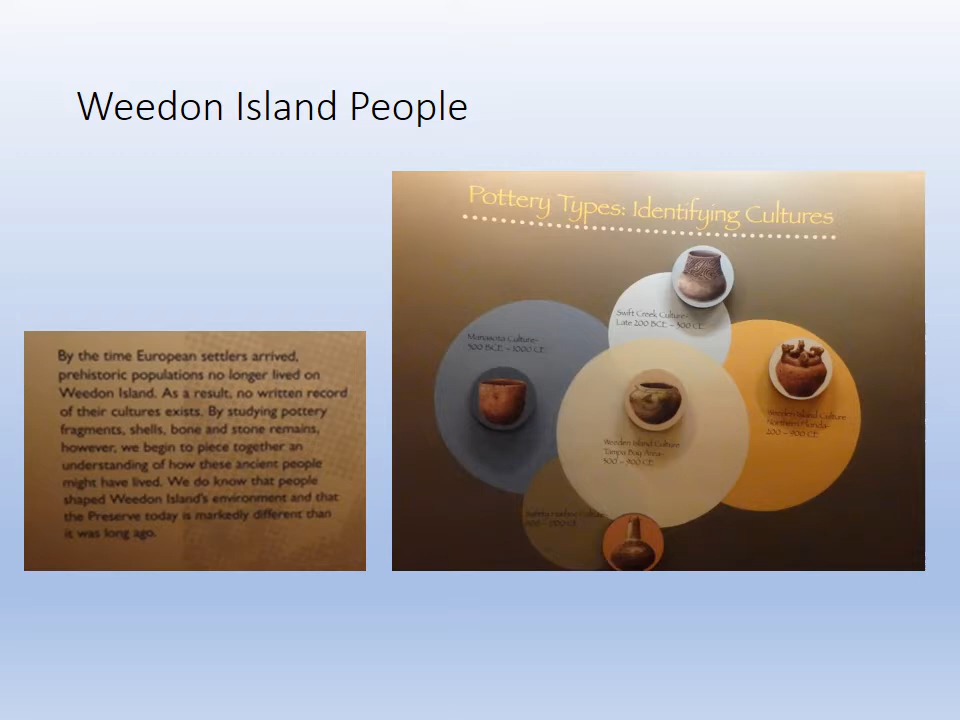 Weedon Island People
By the time European settlers arrived,
prehistoric populations no longer lived on
Weedon Island. As a result, no written record
of their cultures exists. By studying pottery
fragments, shells, bone and stone remains,
however, we begin to piece together an
understanding of how these ancient people
might have lived. We do know that people
shaped Weedon Island's environment and that
the Preserve today is markedly different than
it was long ago.
Pottery Types: Identifying Cultures
Swift Creek Culture-
Late 200 BCE – 300 CE
Manasota Culture-
500 BCE – 1000 CE
Weeden Island Culture
Northern Florida-
200 – 900 CE
Weeden Island Culture
Tampa Bay Area-
500 – 900 CE
Safety Harbor Culture-